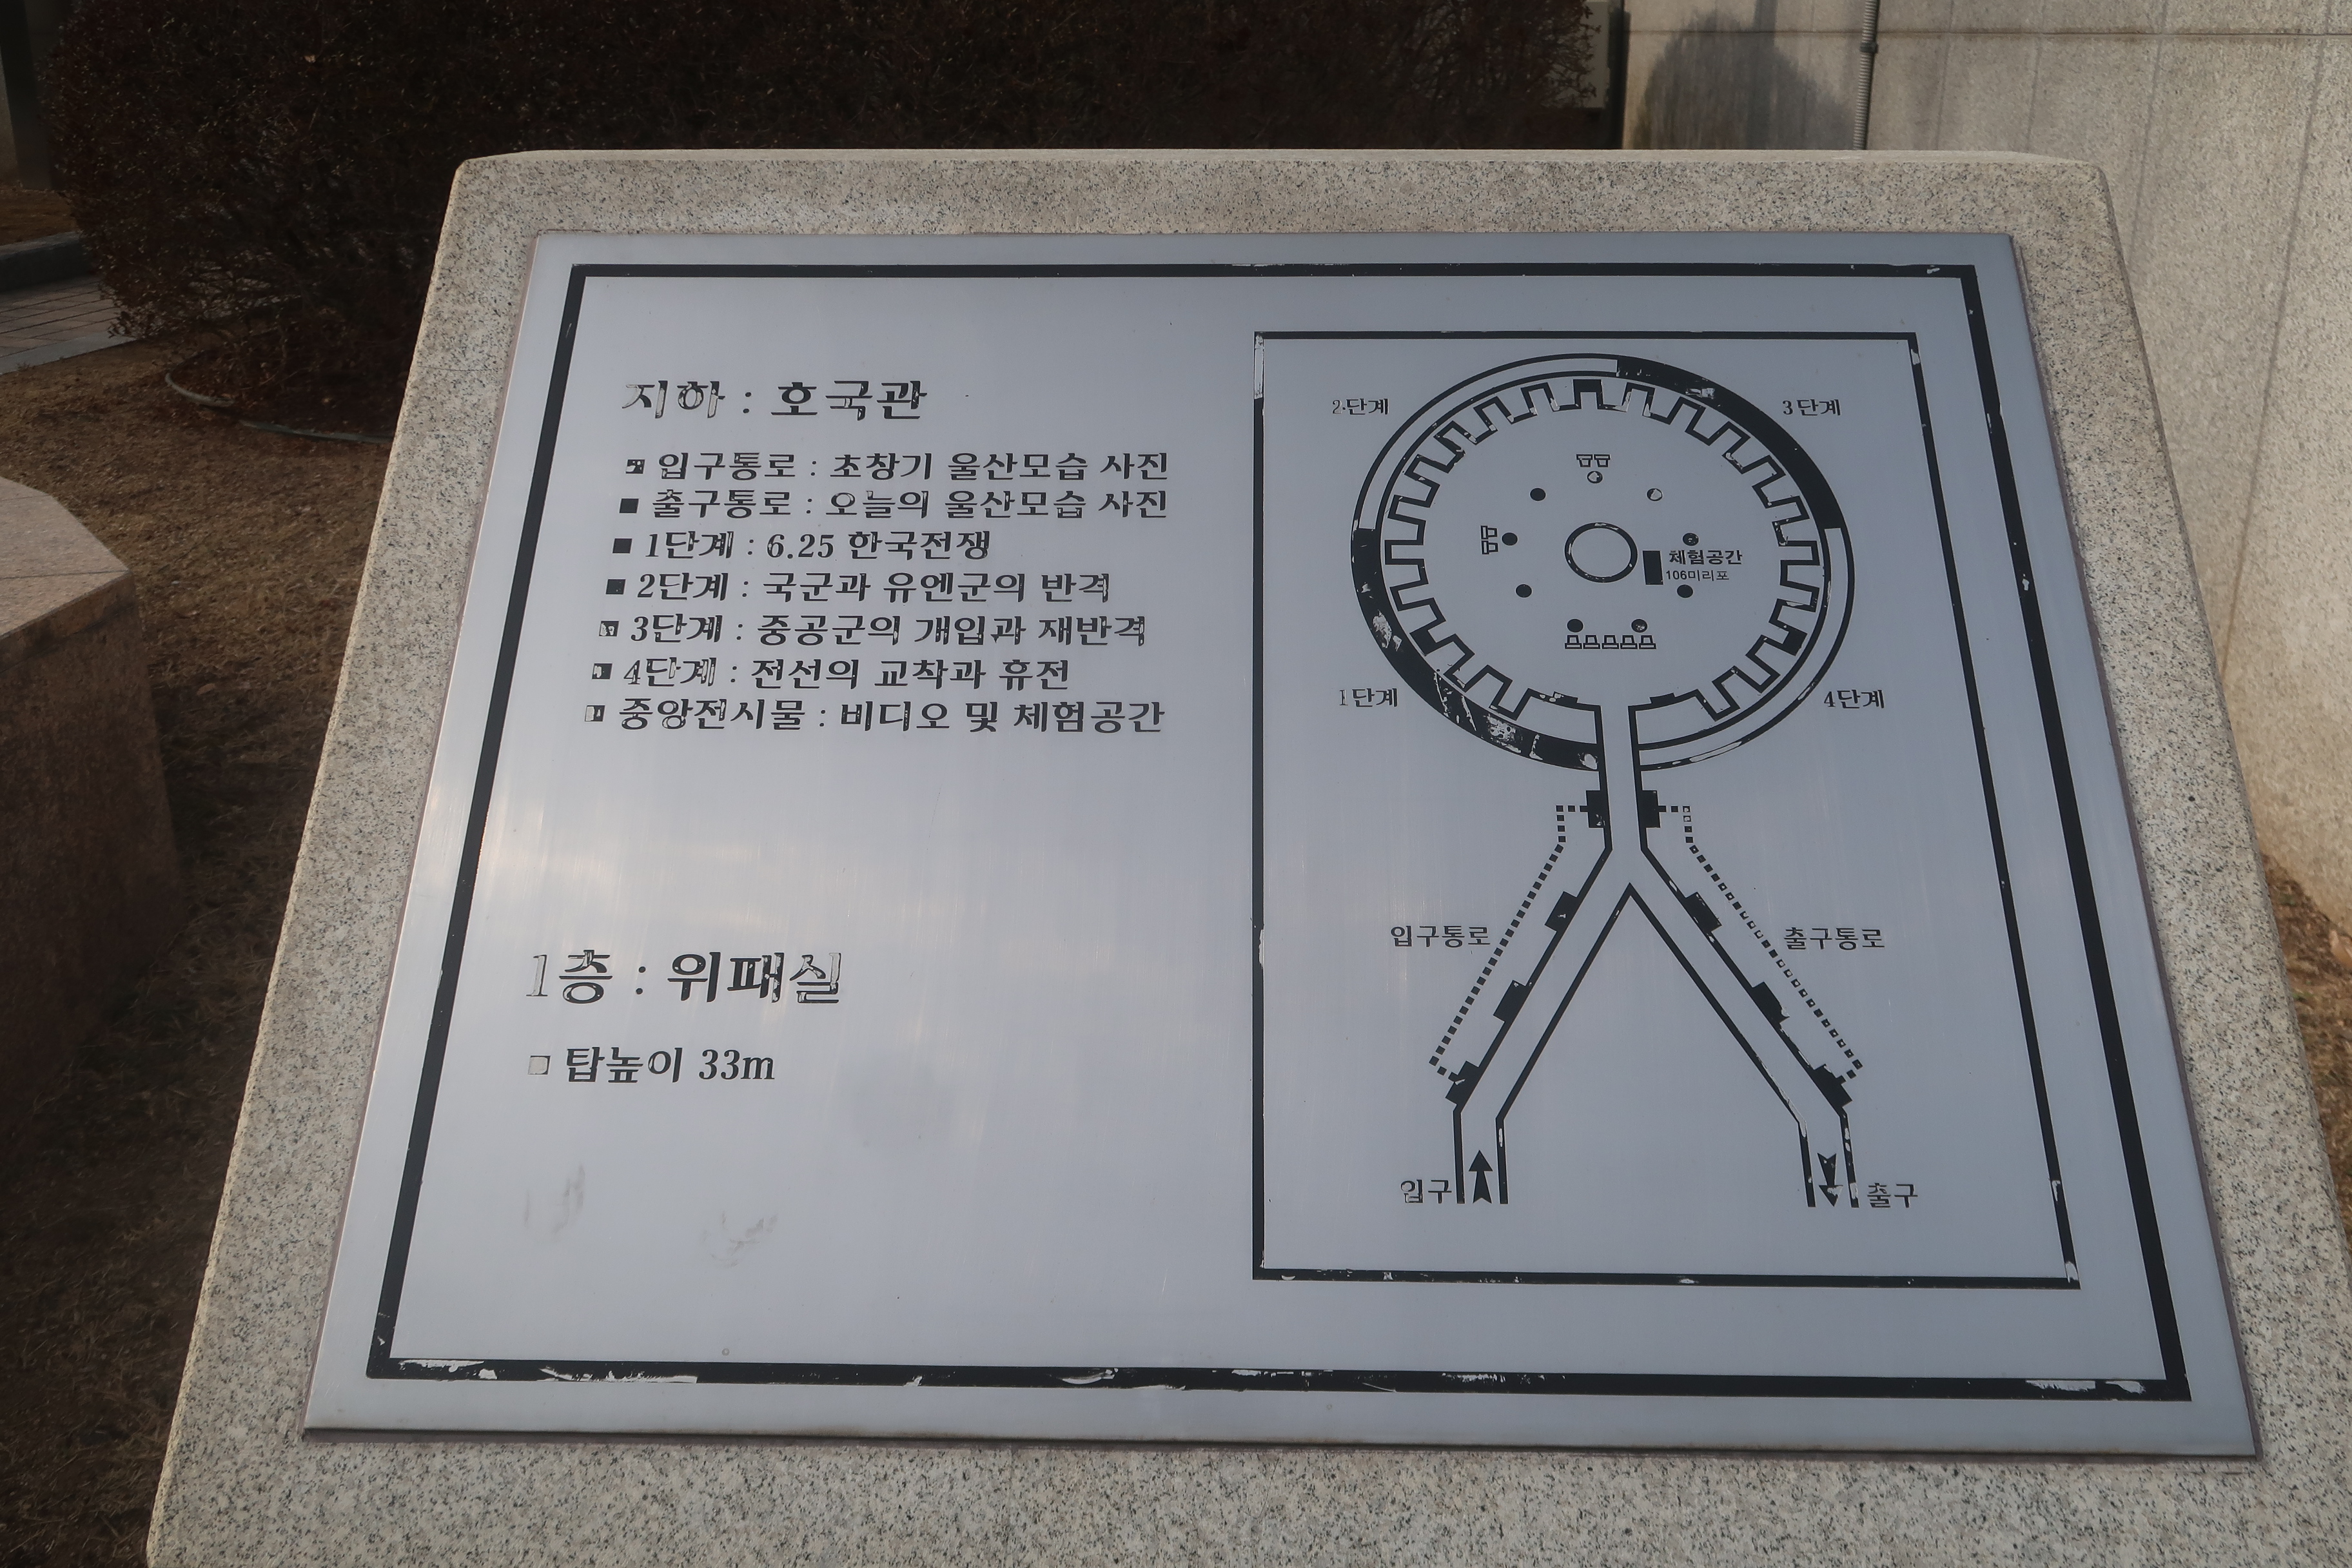 지하 : 호국관
입구통로 : 초창기 울산모습 사진
출구통로 : 오늘의 울산모습 사진
1단계 : 6.25 한국전쟁
2단계 : 국군과 유엔군의 반격
3단계 : 중공군의 개입과 재반격
4단계 : 전선의 교착과 휴전
중앙전시물 : 비디오 및 체험공간
1층 : 위패실
탑높이 33m
2단계
3단계
체험공간
106미리포
1단계
4단계
입구통로
출구통로
입구
출구